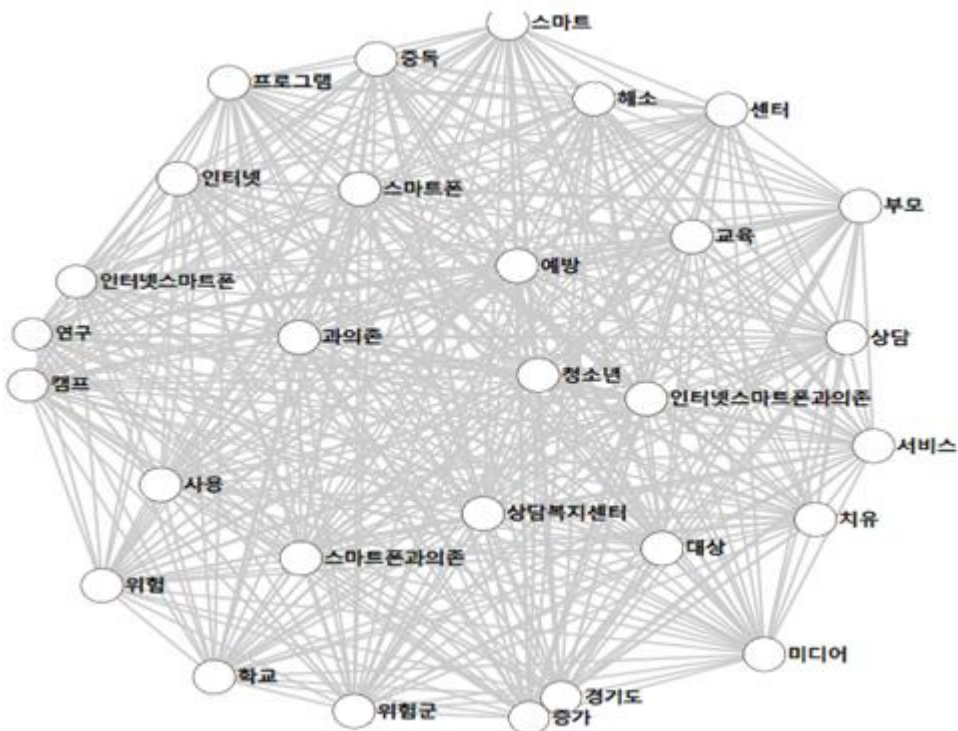 스마트
중독
프로그램
해소
센터
인터넷
스마트폰
부모
교육
예방
인터넷스마트폰
연구
과의존
상담
캠프
청소년
인터넷스마트폰과의존
서비스
사용
상담복지센터
치유
대상
스마트폰과의존
위험
미디어
학교
경기도
위험군
증가